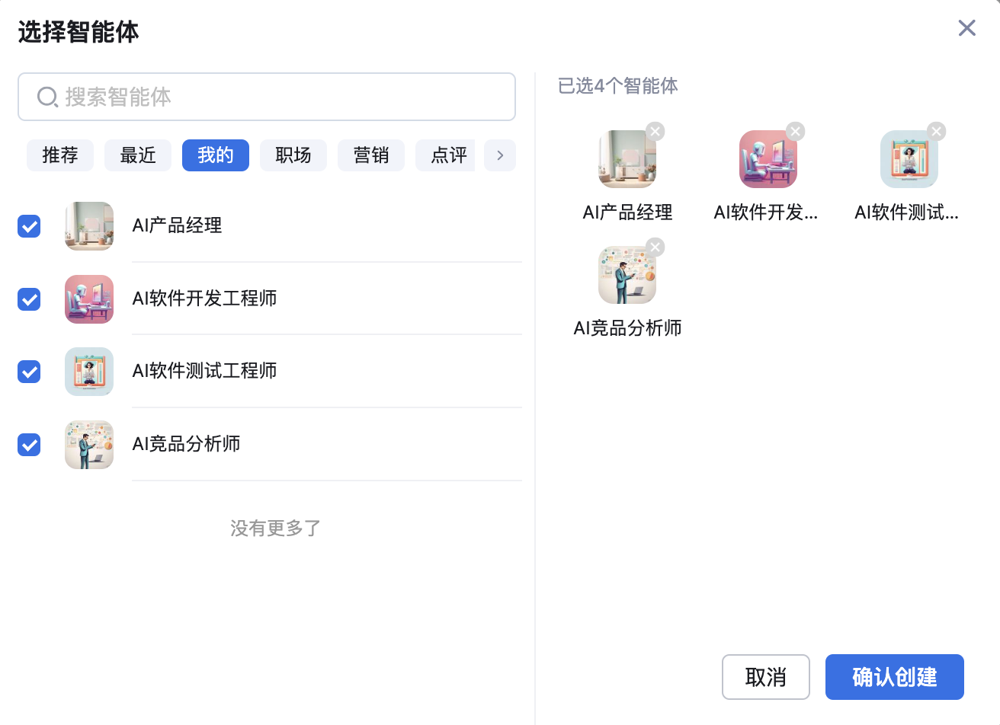 选择智能体
搜索智能体
推荐
最近
我的
职场
营销
点评
AI产品经理
AI软件开发工程师
AI软件测试工程师
AI竞品分析师
没有更多了
已选4个智能体
AI产品经理
AI软件开发...
AI软件测试...
AI竞品分析师
取消
确认创建